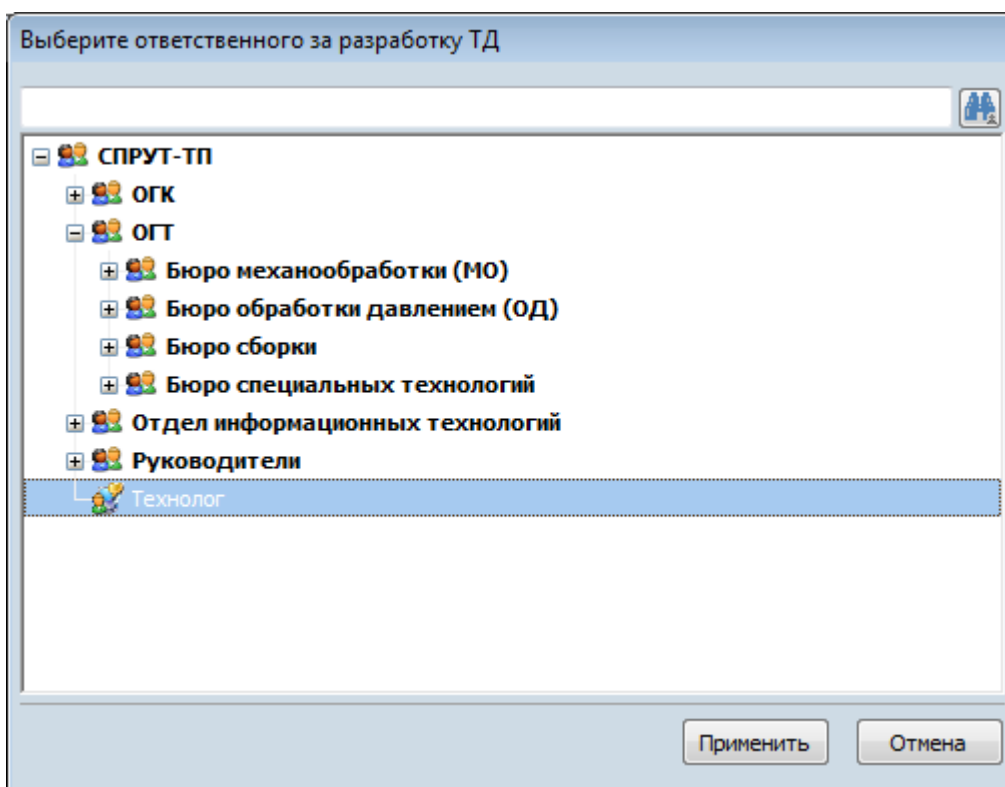 Выберите ответственного за разработку ТД
СПРУТ-ТП
ОГК
ОГТ
Бюро механообработки (МО)
Бюро обработки давлением (ОД)
Бюро сборки
Бюро специальных технологий
Отдел информационных технологий
Руководители
Технолог
Применить Отмена